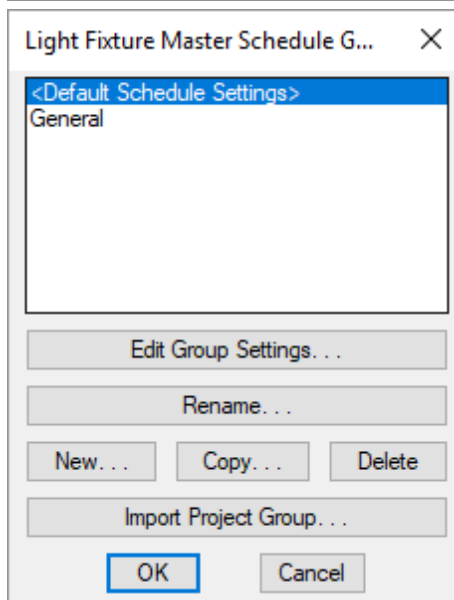 Light Fixture Master Schedule G...
<Default Schedule Settings>
General
Edit Group Settings. . .
Rename. . .
New. . . Copy. . . Delete
Import Project Group. . .
OK Cancel